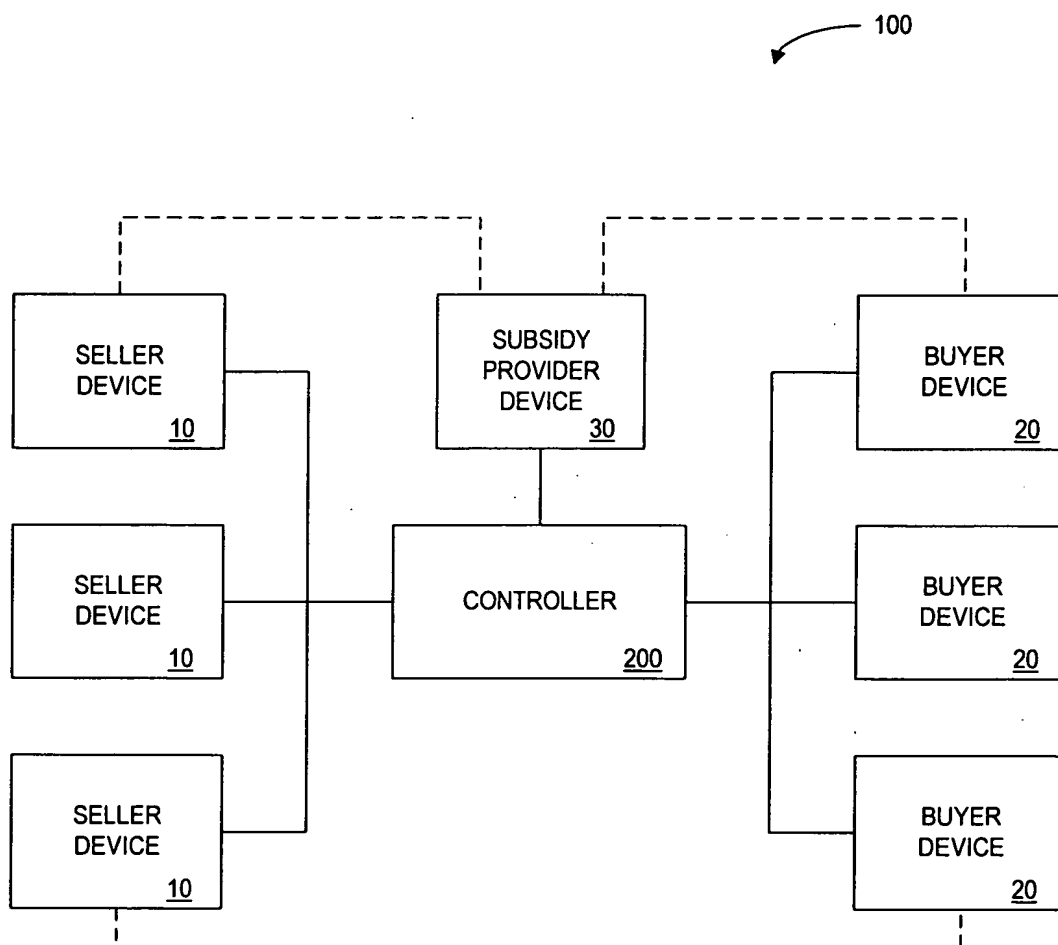 100
SELLER
DEVICE
10
SUBSIDY
PROVIDER
DEVICE
30
BUYER
DEVICE
20
SELLER
DEVICE
10
CONTROLLER
200
BUYER
DEVICE
20
SELLER
DEVICE
10
BUYER
DEVICE
20